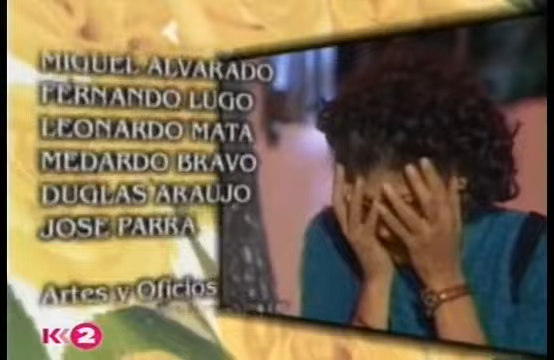 MIGUEL ALVARADO
FERNANDO LUGO
LEONARDO MATA
MEDARDO BRAVO
DUGLAS ARAUJO
JOSE PARRA
Artes y Oficios
K2